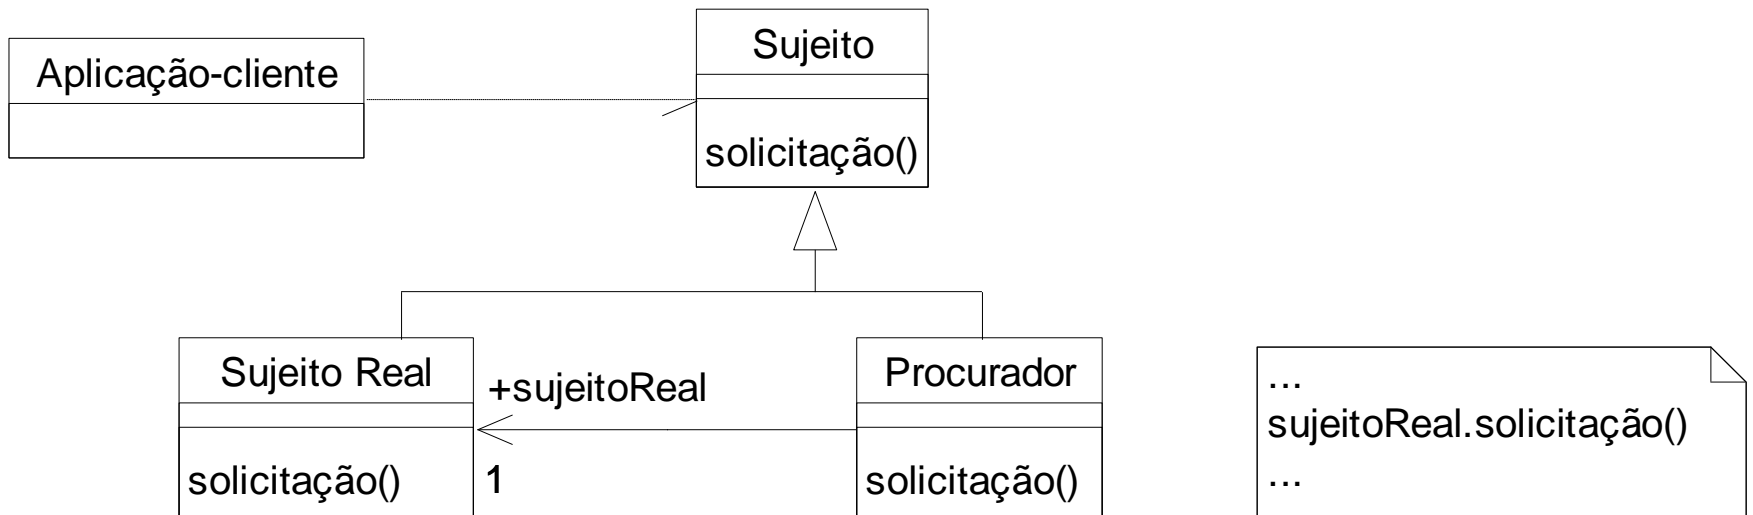 Aplicação-cliente
Sujeito
solicitação()
Sujeito Real
solicitação()
+sujeitoReal
1
Procurador
solicitação()
...
sujeitoReal.solicitação()
...